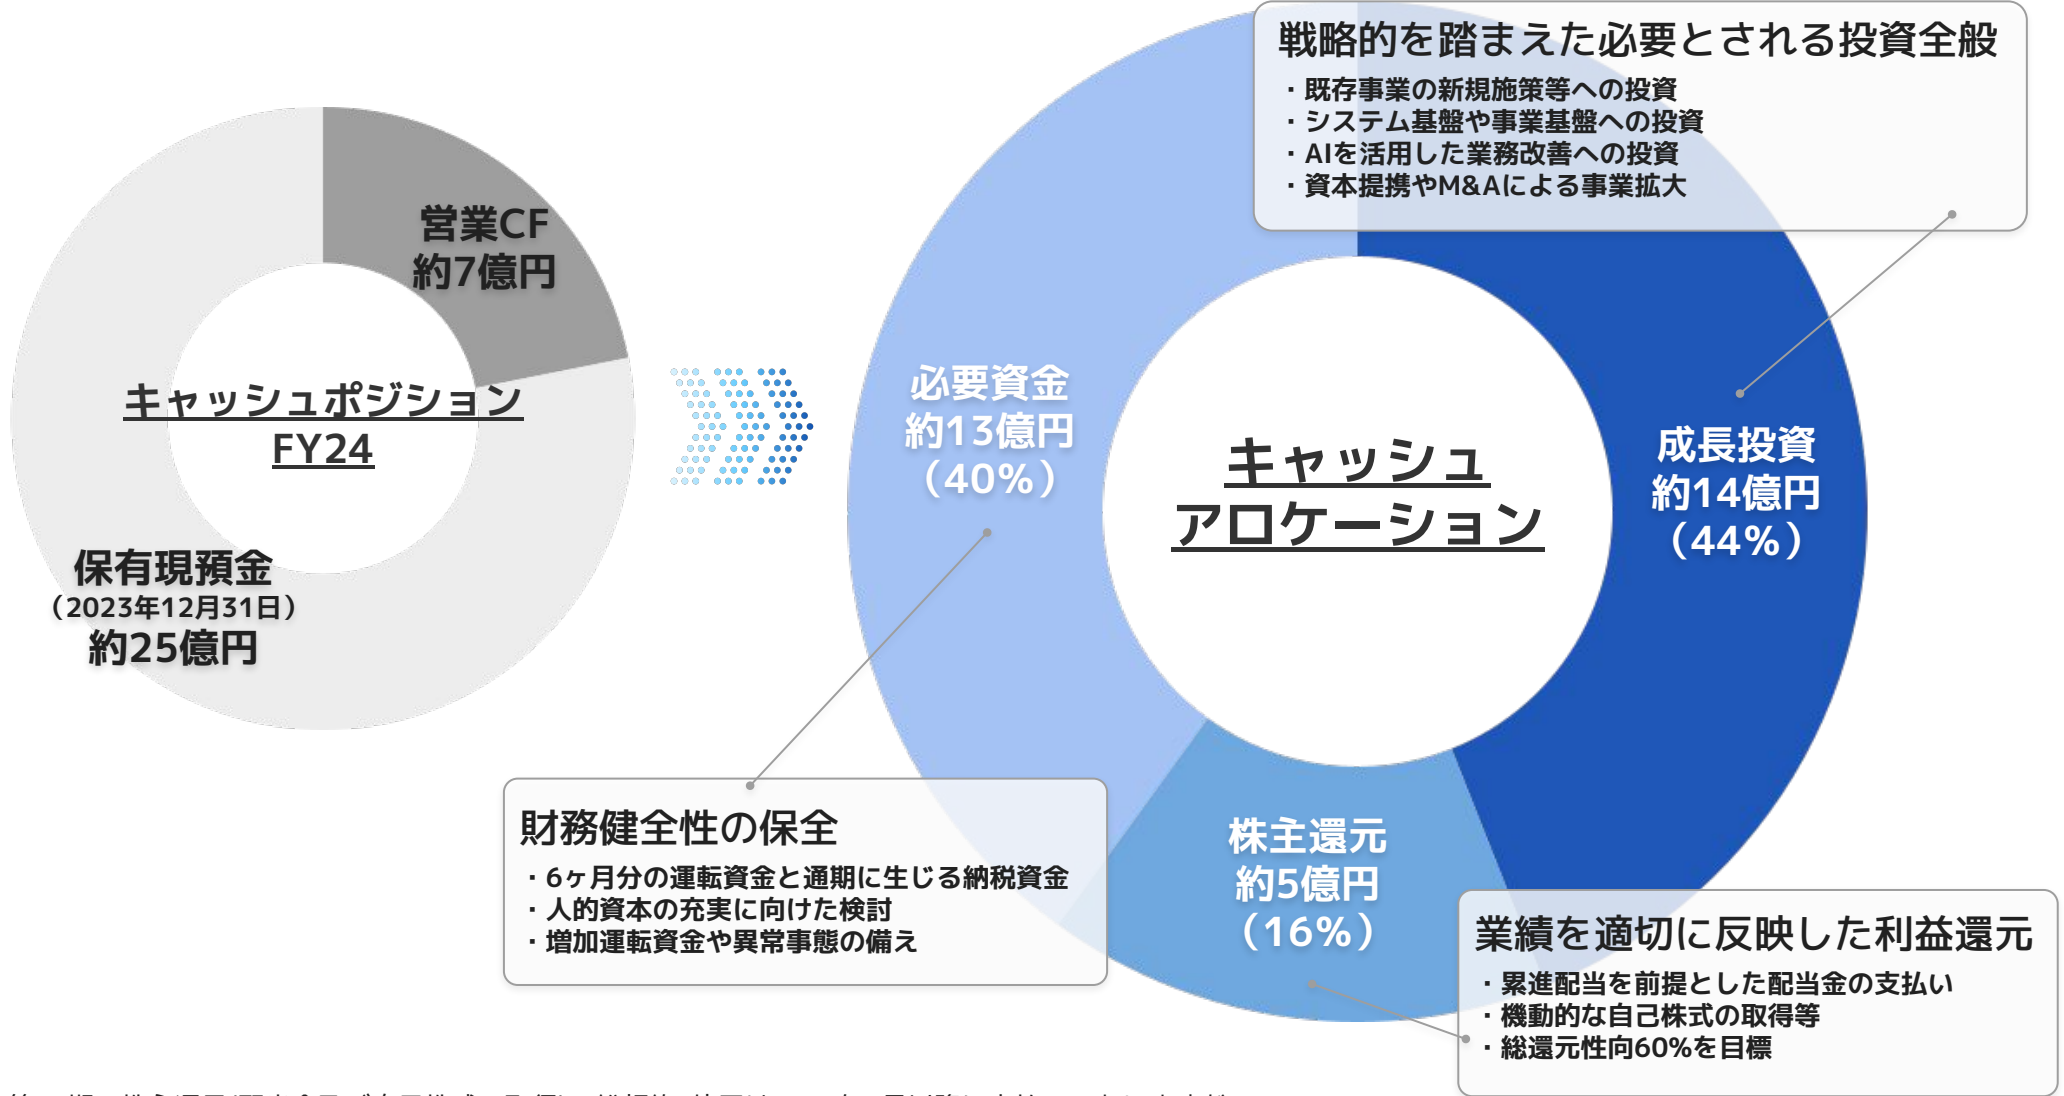 営業CF
約7億円
キャッシュポジション
FY24
保有現預金
（2023年12月31日）
約25億円
戦略的を踏まえた必要とされる投資全般
・既存事業の新規施策等への投資
・システム基盤や事業基盤への投資
・AIを活用した業務改善への投資
・資本提携やM&Aによる事業拡大
必要資金
約13億円
（40%）
キャッシュ
アロケーション
成長投資
約14億円
（44%）
財務健全性の保全
・6ヶ月分の運転資金と通期に生じる納税資金
・人的資本の充実に向けた検討
・増加運転資金や異常事態の備え
株主還元
約5億円
（16%）
業績を適切に反映した利益還元
・累進配当を前提とした配当金の支払い
・機動的な自己株式の取得等
・総還元性向60%を目標